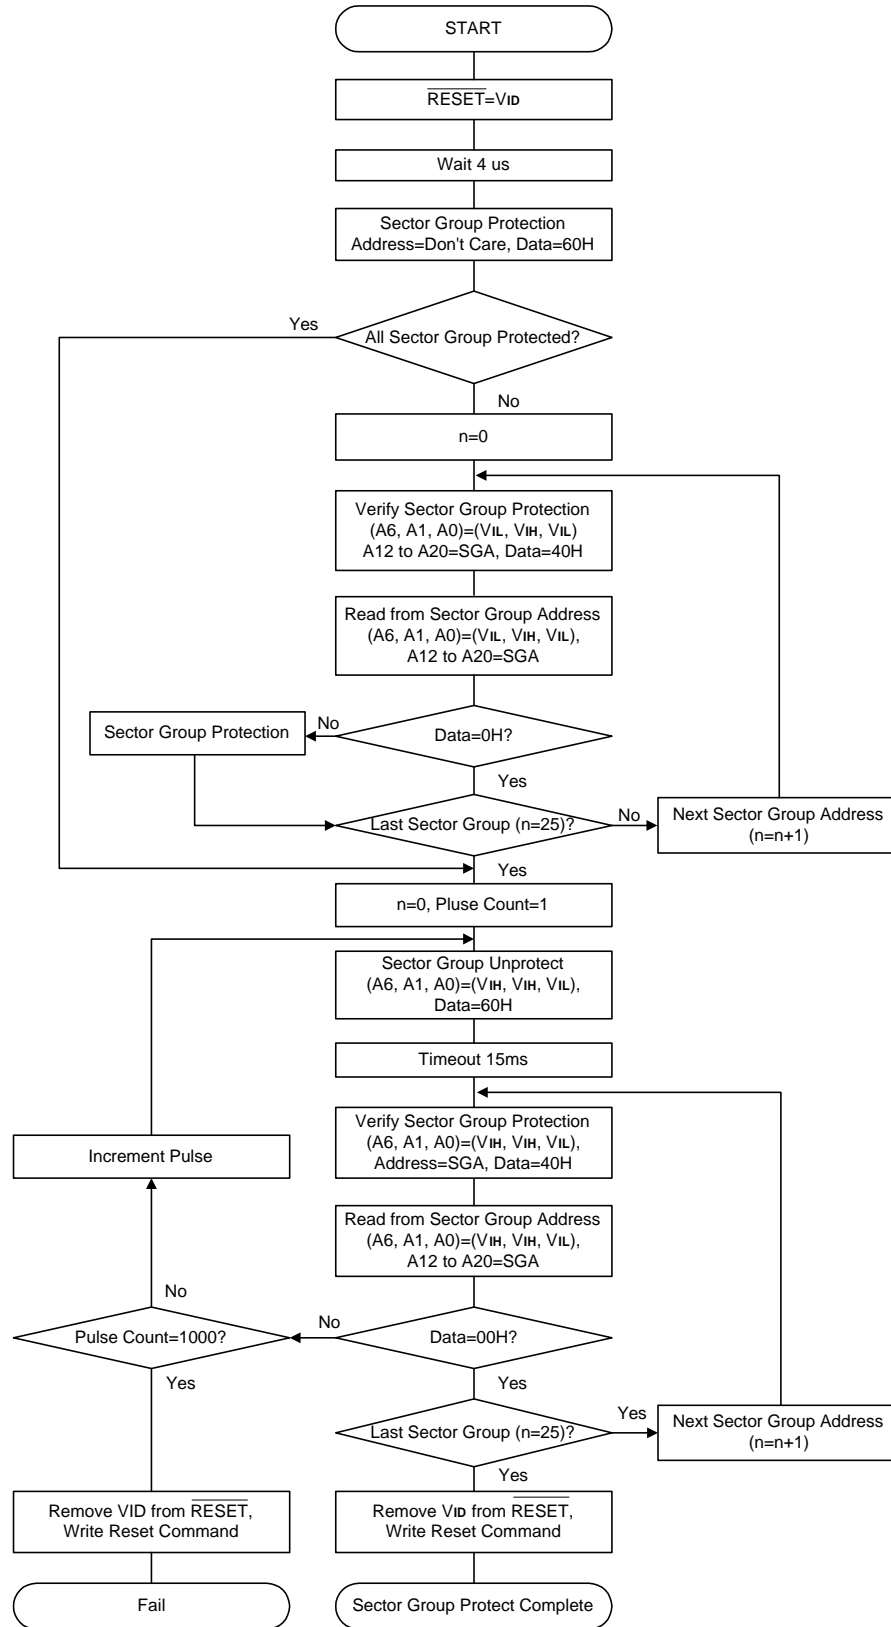 START
RESET=VID
Wait 4 us
Sector Group Protection
Address=Don't Care, Data=60H
Yes
All Sector Group Protected?
No
n=0
Verify Sector Group Protection
(A6, A1, A0)=(VIL, VIH, VIL)
A12 to A20=SGA, Data=40H
Read from Sector Group Address
(A6, A1, A0)=(VIL, VIH, VIL),
A12 to A20=SGA
Sector Group Protection
No
Data=0H?
Yes
Last Sector Group (n=25)?
No
Next Sector Group Address
(n=n+1)
Yes
n=0, Pluse Count=1
Sector Group Unprotect
(A6, A1, A0)=(VIH, VIH, VIL),
Data=60H
Timeout 15ms
Verify Sector Group Protection
(A6, A1, A0)=(VIH, VIH, VIL),
Address=SGA, Data=40H
Increment Pulse
Read from Sector Group Address
(A6, A1, A0)=(VIH, VIH, VIL),
A12 to A20=SGA
No
Pulse Count=1000?
No
Data=00H?
Yes
Yes
Last Sector Group (n=25)?
Yes
Next Sector Group Address
(n=n+1)
Yes
Remove VID from RESET,
Write Reset Command
Remove VID from RESET,
Write Reset Command
Fail
Sector Group Protect Complete